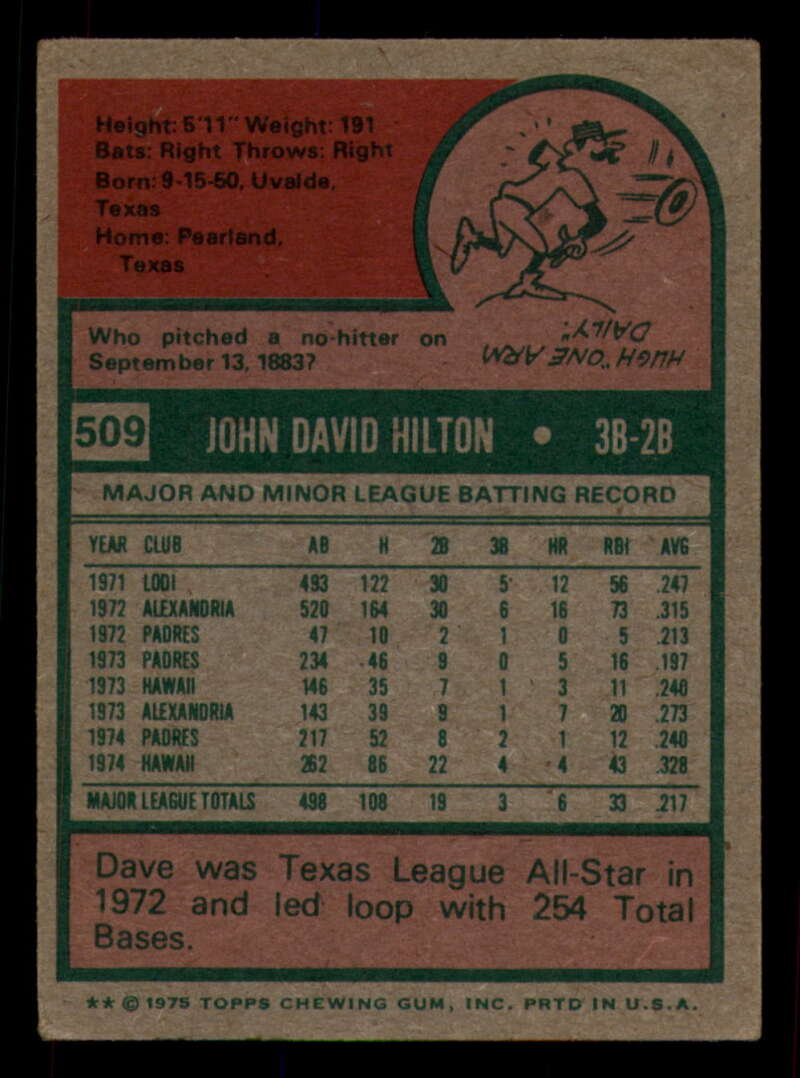 Height: 5'11" Weight: 191
Bats: Right Throws: Right
Born: 9-15-50, Uvalde,
Texas
Home: Pearland,
Texas
Who pitched a no-hitter on
September 13, 1883?
HUGH "ONE ARM
DAILY."
509 JOHN DAVID HILTON • 3B-2B
MAJOR AND MINOR LEAGUE BATTING RECORD
YEAR CLUB AB H 2B 3B HR RBI AVG
1971 LODI 493 122 30 5 12 56 .247
1972 ALEXANDRIA 520 164 30 6 16 73 .315
1972 PADRES 47 10 2 1 0 5 .213
1973 PADRES 234 46 9 0 5 16 .197
1973 HAWAII 146 35 7 1 3 11 .240
1973 ALEXANDRIA 143 39 9 1 7 20 .273
1974 PADRES 217 52 8 2 1 12 .240
1974 HAWAII 262 86 22 4 4 43 .328
MAJOR LEAGUE TOTALS 498 108 19 3 6 33 .217
Dave was Texas League All-Star in
1972 and led loop with 254 Total
Bases.
** © 1975 TOPPS CHEWING GUM, INC. PRTD IN U.S.A.